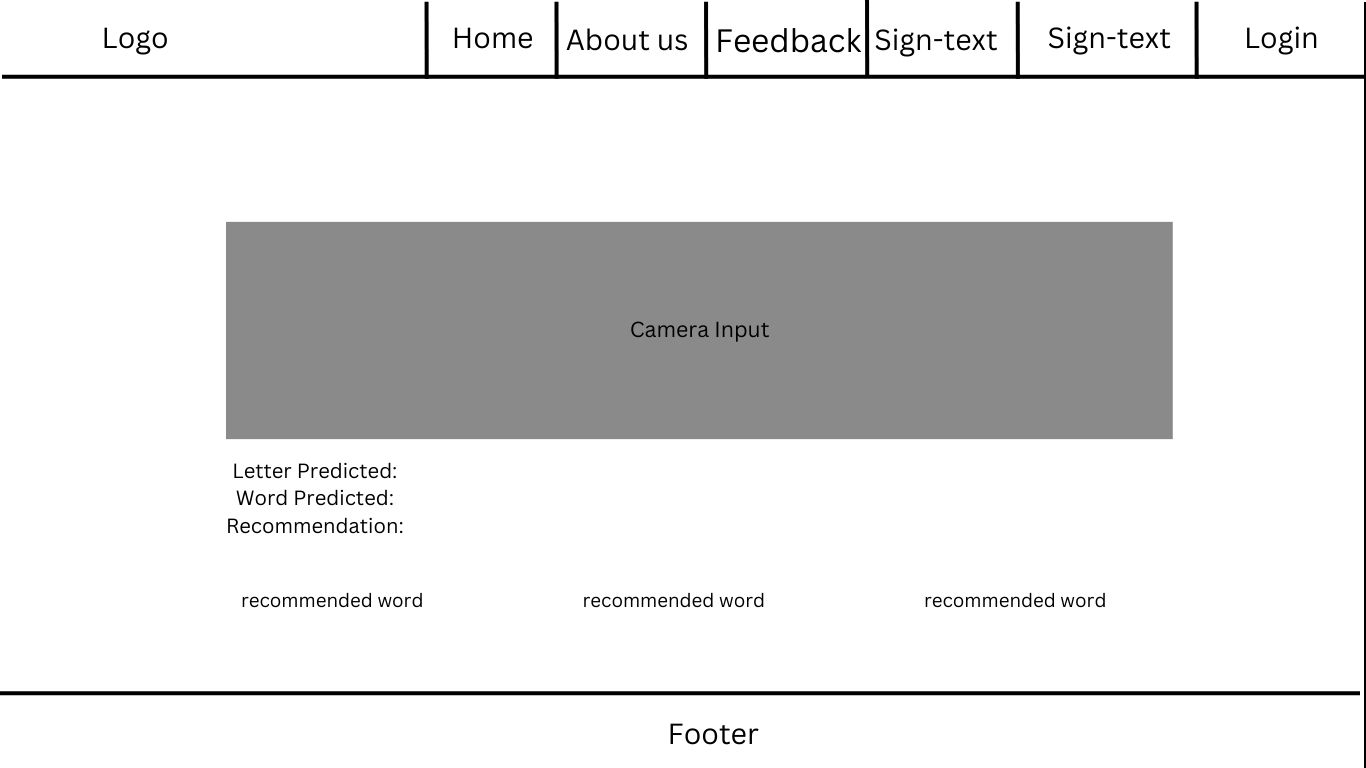 Logo Home About us Feedback Sign-text Sign-text Login
Camera Input
Letter Predicted:
Word Predicted:
Recommendation:
recommended word recommended word recommended word
Footer